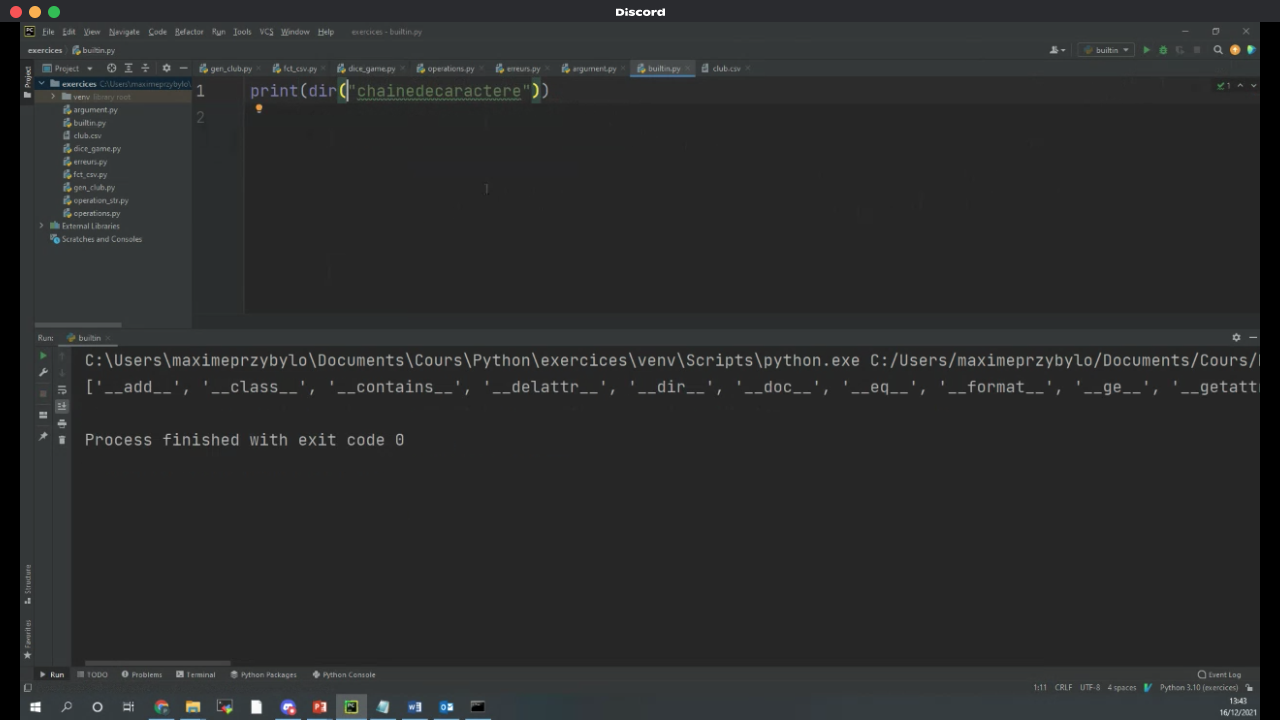 Discord
File Edit View Navigate Code Refactor Run Tools VCS Window Help exercices - builtin.py
exercices builtin.py builtin
Project gen_club.py fct_csv.py dice_game.py operations.py erreurs.py argument.py builtin.py club.csv
exercices C:\Users\maximeprzybylo\
venv library root
argument.py
builtin.py
club.csv
dice_game.py
erreurs.py
fct_csv.py
gen_club.py
operation_str.py
operations.py
External Libraries
Scratches and Consoles
1 print(dir("chainedecaractere"))
2
1
Project
Run: builtin
C:\Users\maximeprzybylo\Documents\Cours\Python\exercices\venv\Scripts\python.exe C:/Users/maximeprzybylo/Documents/Cours/
['__add__', '__class__', '__contains__', '__delattr__', '__dir__', '__doc__', '__eq__', '__format__', '__ge__', '__getattr
Process finished with exit code 0
Structure
Favorites
Run TODO Problems Terminal Python Packages Python Console Event Log
1:11 CRLF UTF-8 4 spaces Python 3.10 (exercices)
13:43
16/12/2021